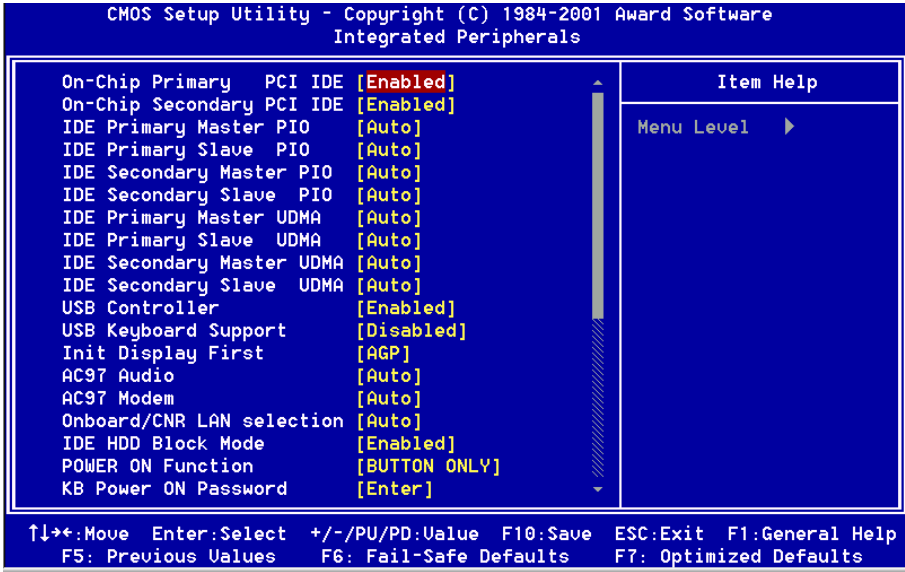 CMOS Setup Utility - Copyright (C) 1984-2001 Award Software
Integrated Peripherals
On-Chip Primary   PCI IDE [Enabled]
On-Chip Secondary PCI IDE [Enabled]
IDE Primary Master PIO    [Auto]
IDE Primary Slave  PIO    [Auto]
IDE Secondary Master PIO  [Auto]
IDE Secondary Slave  PIO  [Auto]
IDE Primary Master UDMA   [Auto]
IDE Primary Slave  UDMA   [Auto]
IDE Secondary Master UDMA [Auto]
IDE Secondary Slave  UDMA [Auto]
USB Controller            [Enabled]
USB Keyboard Support      [Disabled]
Init Display First        [AGP]
AC97 Audio                [Auto]
AC97 Modem                [Auto]
Onboard/CNR LAN selection [Auto]
IDE HDD Block Mode        [Enabled]
POWER ON Function         [BUTTON ONLY]
KB Power ON Password      [Enter]
Item Help
Menu Level
↑↓→←:Move  Enter:Select  +/-/PU/PD:Value  F10:Save  ESC:Exit  F1:General Help
F5: Previous Values    F6: Fail-Safe Defaults    F7: Optimized Defaults